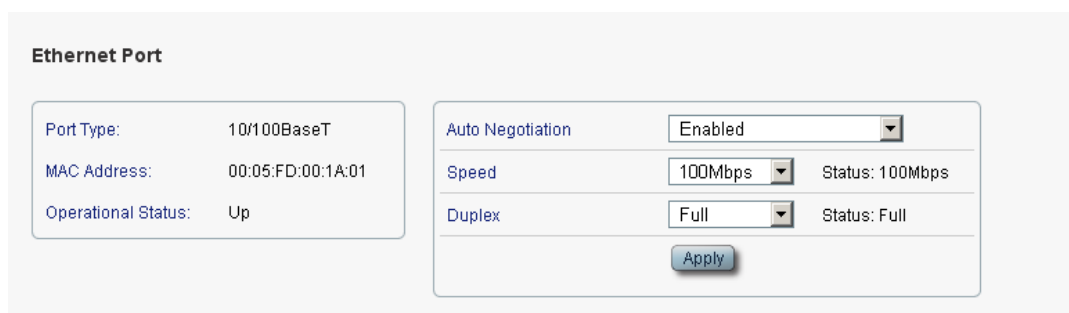 Ethernet Port
Port Type: 10/100BaseT
MAC Address: 00:05:FD:00:1A:01
Operational Status: Up
Auto Negotiation Enabled
Speed 100Mbps Status: 100Mbps
Duplex Full Status: Full
Apply